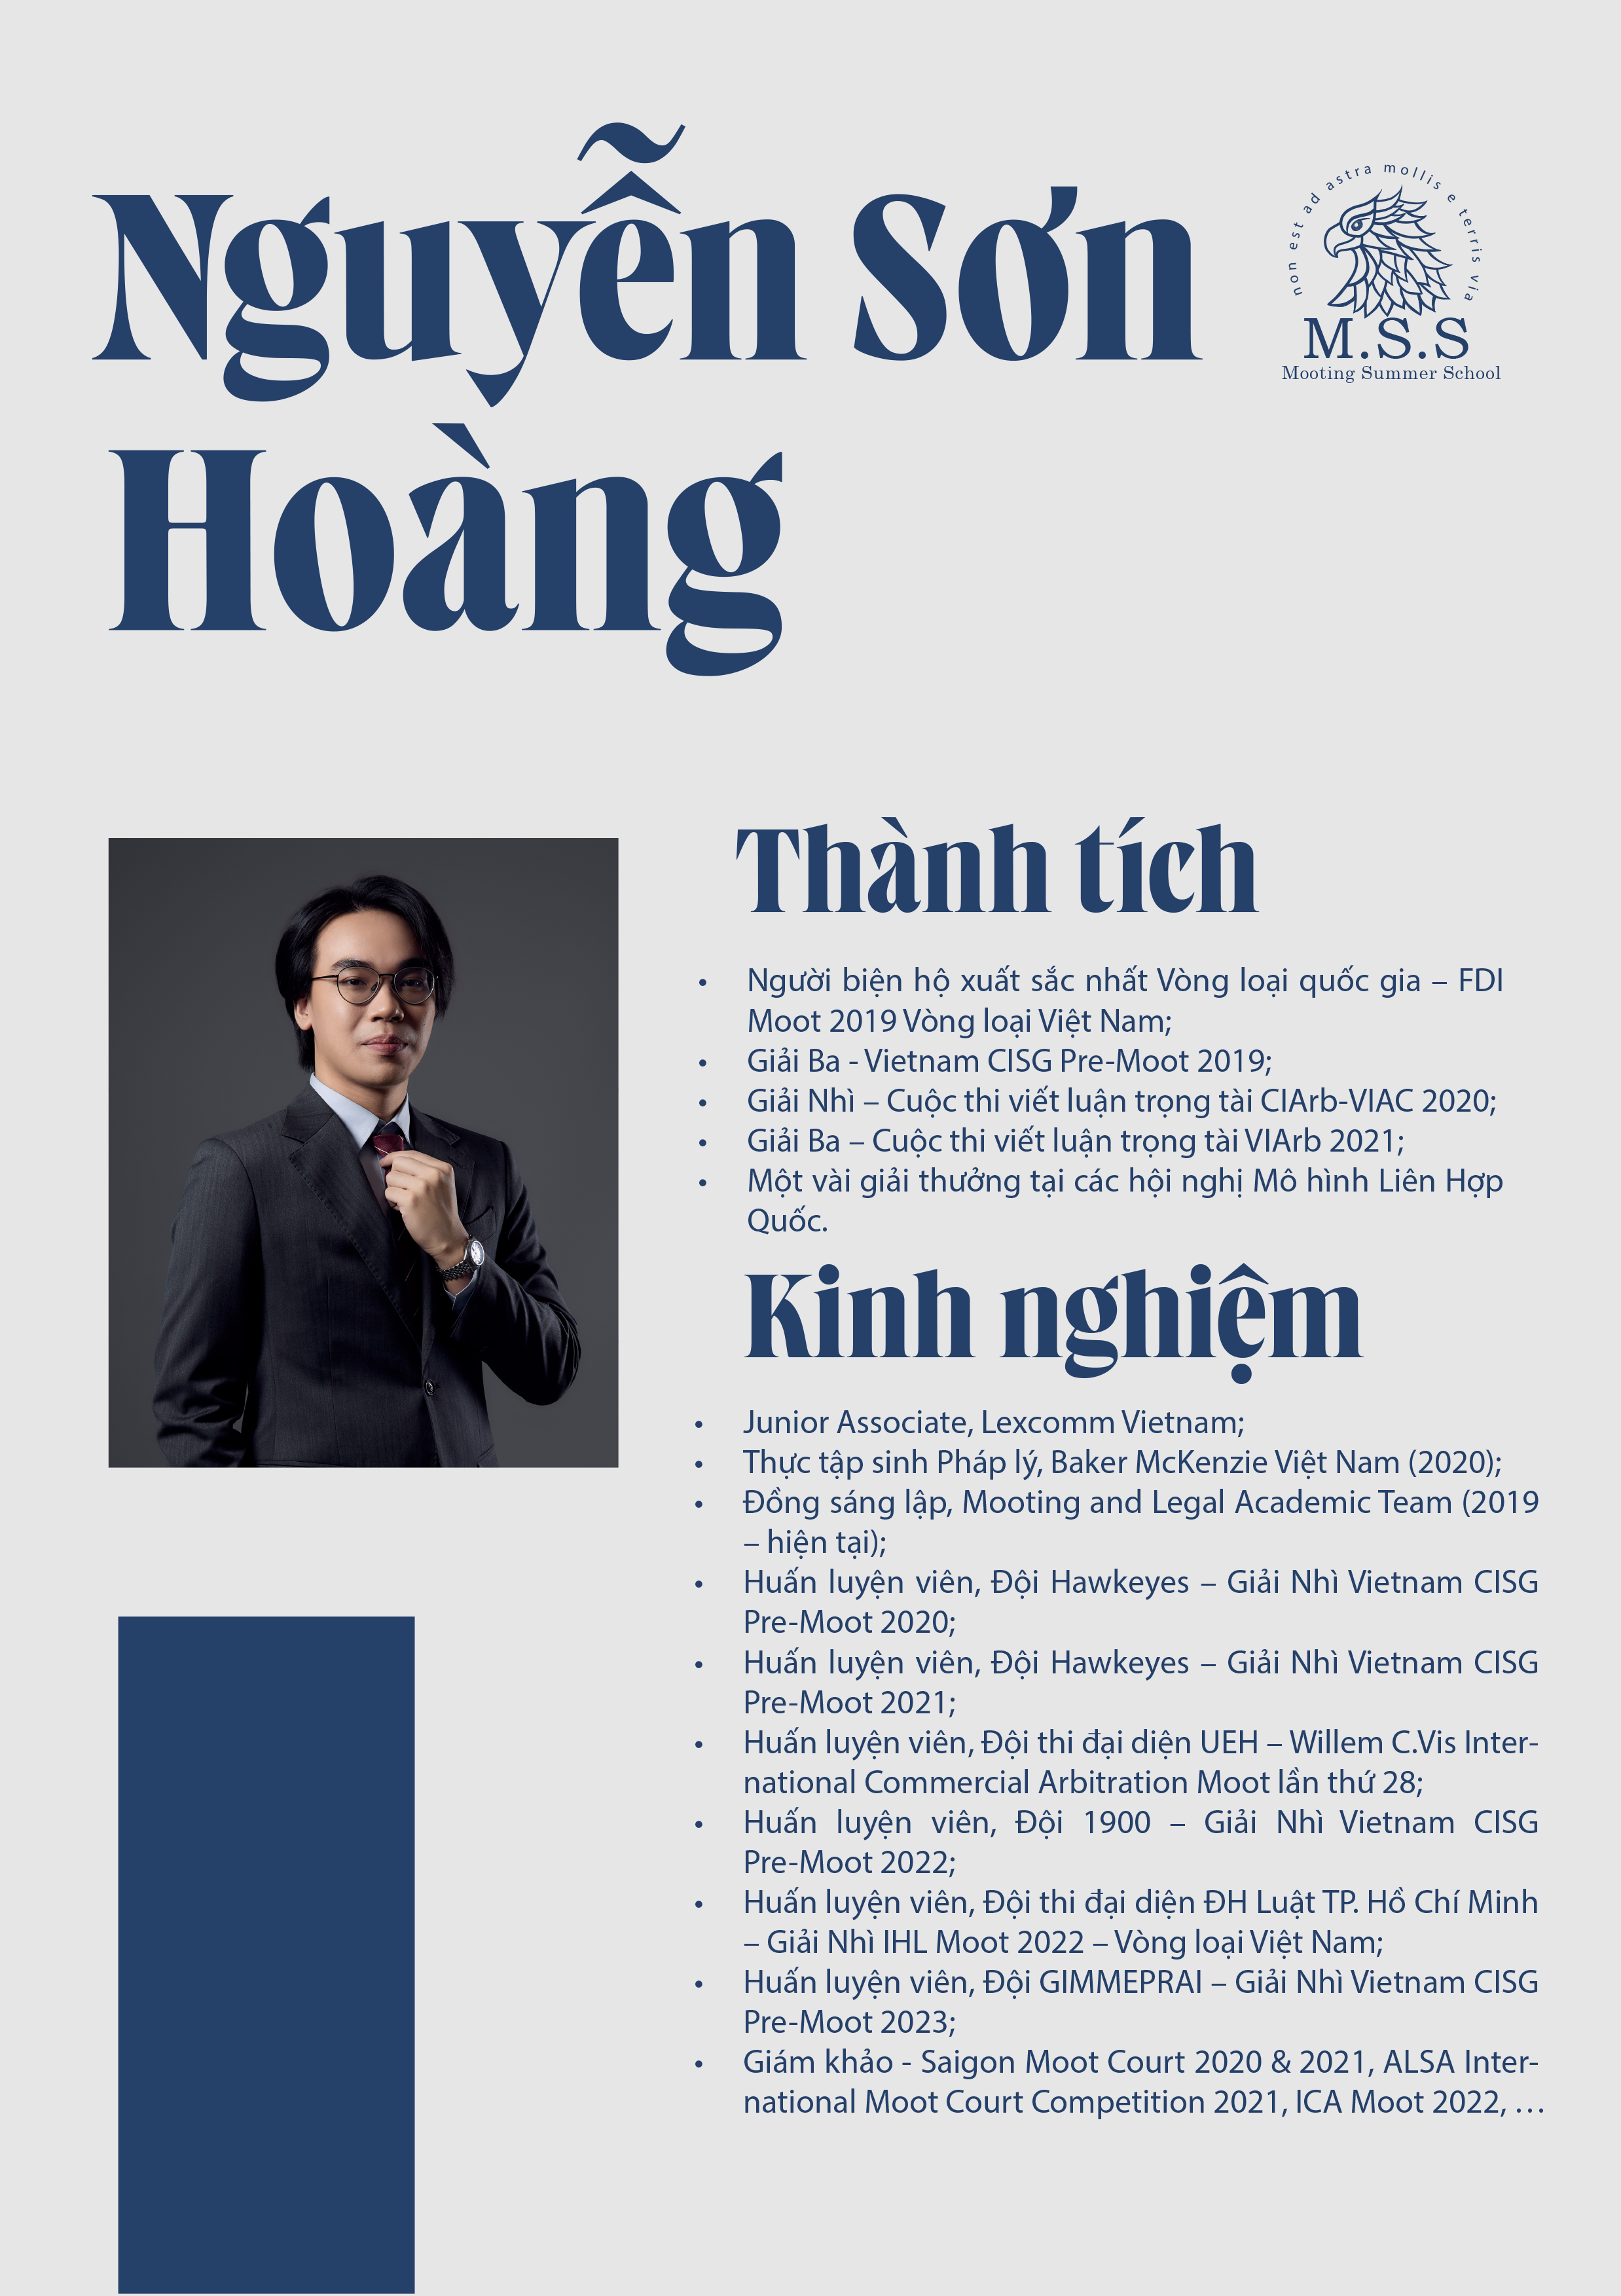 Nguyễn Sơn
Hoàng
non est ad astra mollis e terris via
M.S.S
Mooting Summer School
Thành tích
• Người biện hộ xuất sắc nhất Vòng loại quốc gia – FDI
Moot 2019 Vòng loại Việt Nam;
• Giải Ba - Vietnam CISG Pre-Moot 2019;
• Giải Nhì – Cuộc thi viết luận trọng tài CIArb-VIAC 2020;
• Giải Ba – Cuộc thi viết luận trọng tài VIArb 2021;
• Một vài giải thưởng tại các hội nghị Mô hình Liên Hợp
Quốc.
Kinh nghiệm
• Junior Associate, Lexcomm Vietnam;
• Thực tập sinh Pháp lý, Baker McKenzie Việt Nam (2020);
• Đồng sáng lập, Mooting and Legal Academic Team (2019
– hiện tại);
• Huấn luyện viên, Đội Hawkeyes – Giải Nhì Vietnam CISG
Pre-Moot 2020;
• Huấn luyện viên, Đội Hawkeyes – Giải Nhì Vietnam CISG
Pre-Moot 2021;
• Huấn luyện viên, Đội thi đại diện UEH – Willem C.Vis Inter-
national Commercial Arbitration Moot lần thứ 28;
• Huấn luyện viên, Đội 1900 – Giải Nhì Vietnam CISG
Pre-Moot 2022;
• Huấn luyện viên, Đội thi đại diện ĐH Luật TP. Hồ Chí Minh
– Giải Nhì IHL Moot 2022 – Vòng loại Việt Nam;
• Huấn luyện viên, Đội GIMMEPRAI – Giải Nhì Vietnam CISG
Pre-Moot 2023;
• Giám khảo - Saigon Moot Court 2020 & 2021, ALSA Inter-
national Moot Court Competition 2021, ICA Moot 2022, …